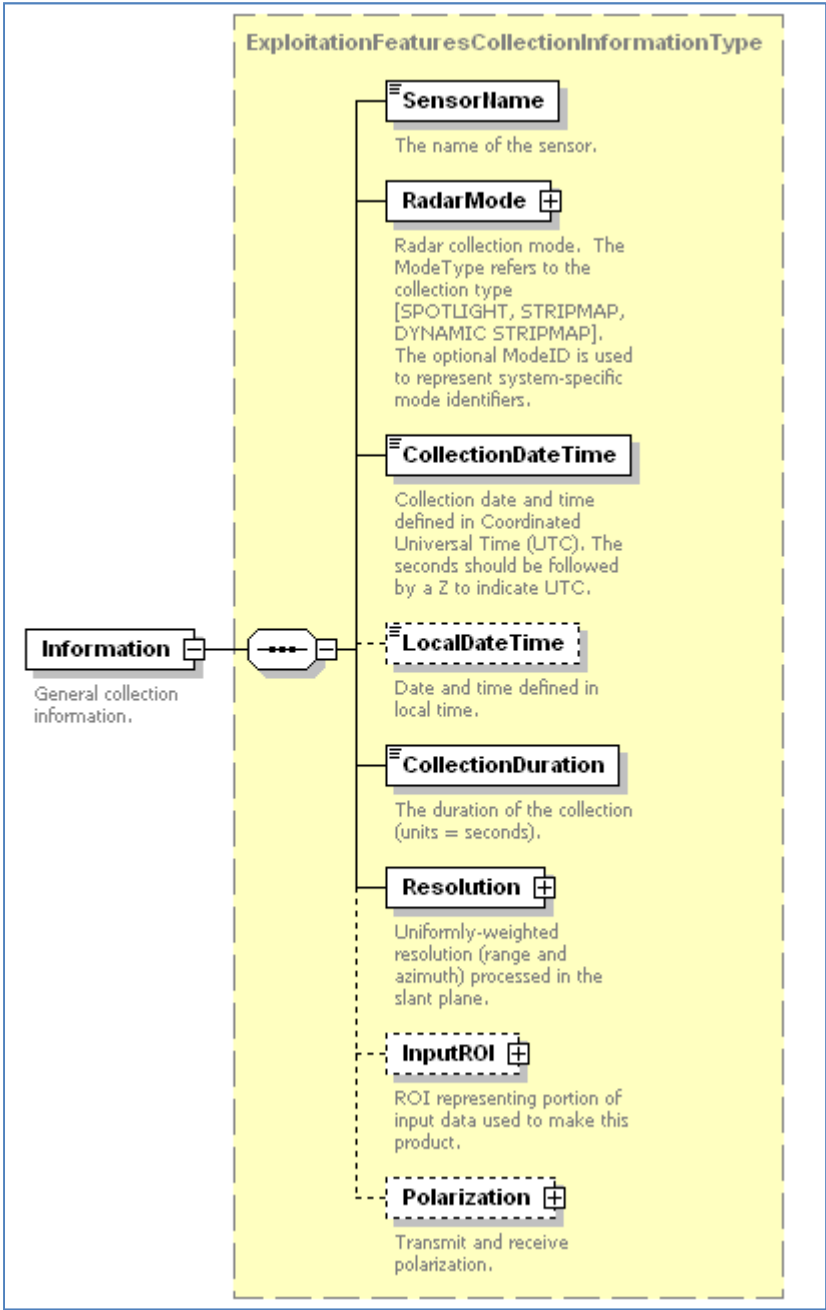 ExploitationFeaturesCollectionInformationType
SensorName
The name of the sensor.
RadarMode
Radar collection mode. The
ModeType refers to the
collection type
[SPOTLIGHT, STRIPMAP,
DYNAMIC STRIPMAP].
The optional ModeID is used
to represent system-specific
mode identifiers.
CollectionDateTime
Collection date and time
defined in Coordinated
Universal Time (UTC). The
seconds should be followed
by a Z to indicate UTC.
Information
General collection
information.
LocalDateTime
Date and time defined in
local time.
CollectionDuration
The duration of the collection
(units = seconds).
Resolution
Uniformly-weighted
resolution (range and
azimuth) processed in the
slant plane.
InputROI
ROI representing portion of
input data used to make this
product.
Polarization
Transmit and receive
polarization.